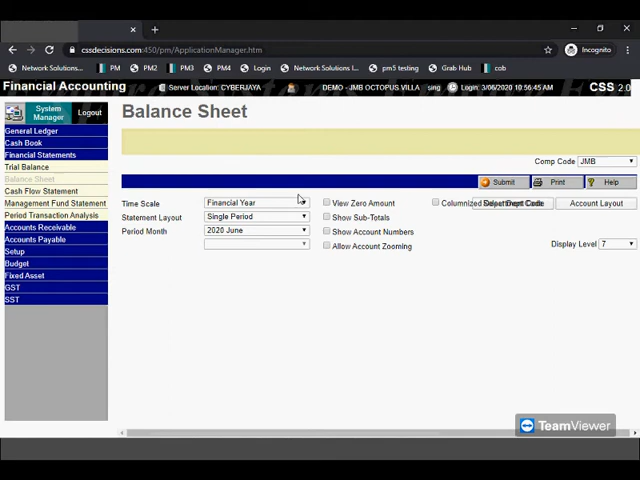 cssdecisions.com:450/pm/ApplicationManager.htm
Incognito
Network Solutions... PM PM2 PM3 PM4 Login Network Solutions I... pm5 testing Grab Hub cob
Financial Accounting
Server Location: CYBERJAYA DEMO - JMB OCTOPUS VILLA sing Login: 3/06/2020 10:56:45 AM CSS 2.0
System Manager Logout
Balance Sheet
General Ledger
Cash Book
Financial Statements
Trial Balance
Balance Sheet
Cash Flow Statement
Management Fund Statement
Period Transaction Analysis
Accounts Receivable
Accounts Payable
Setup
Budget
Fixed Asset
GST
SST
Comp Code JMB
Submit Print Help
Time Scale Financial Year View Zero Amount Columnized Department Code Account Layout
Statement Layout Single Period Show Sub-Totals
Period Month 2020 June Show Account Numbers
Allow Account Zooming Display Level 7
TeamViewer